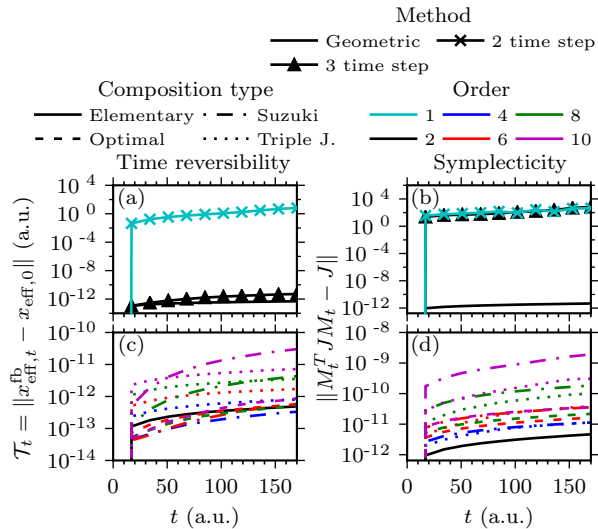 Method
Geometric
2 time step
3 time step
Composition type
Order
Elementary
Suzuki
Optimal
Triple J.
1
4
8
2
6
10
Time reversibility
Symplecticity
(a)
(b)
10^4
10^0
10^-4
10^-8
10^-12
10^4
10^0
10^-4
10^-8
10^-12
(c)
(d)
10^-10
10^-11
10^-12
10^-13
10^-14
10^-8
10^-9
10^-10
10^-11
10^-12
𝒯_t = ||x^fb_eff,t − x_eff,0|| (a.u.)
||M_t^T J M_t − J||
0 50 100 150
0 50 100 150
t (a.u.)
t (a.u.)